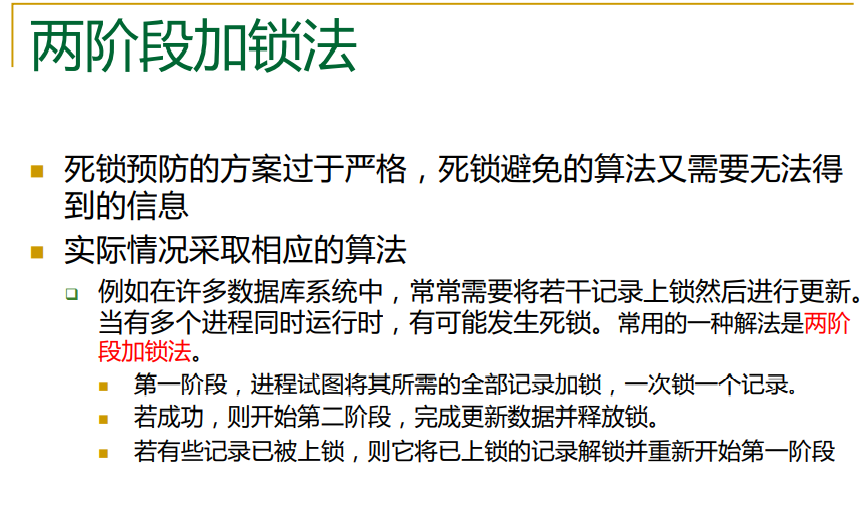 两阶段加锁法
死锁预防的方案过于严格，死锁避免的算法又需要无法得
到的信息
实际情况采取相应的算法
例如在许多数据库系统中，常常需要将若干记录上锁然后进行更新。
当有多个进程同时运行时，有可能发生死锁。常用的一种解法是两阶
段加锁法。
第一阶段，进程试图将其所需的全部记录加锁，一次锁一个记录。
若成功，则开始第二阶段，完成更新数据并释放锁。
若有些记录已被上锁，则它将已上锁的记录解锁并重新开始第一阶段